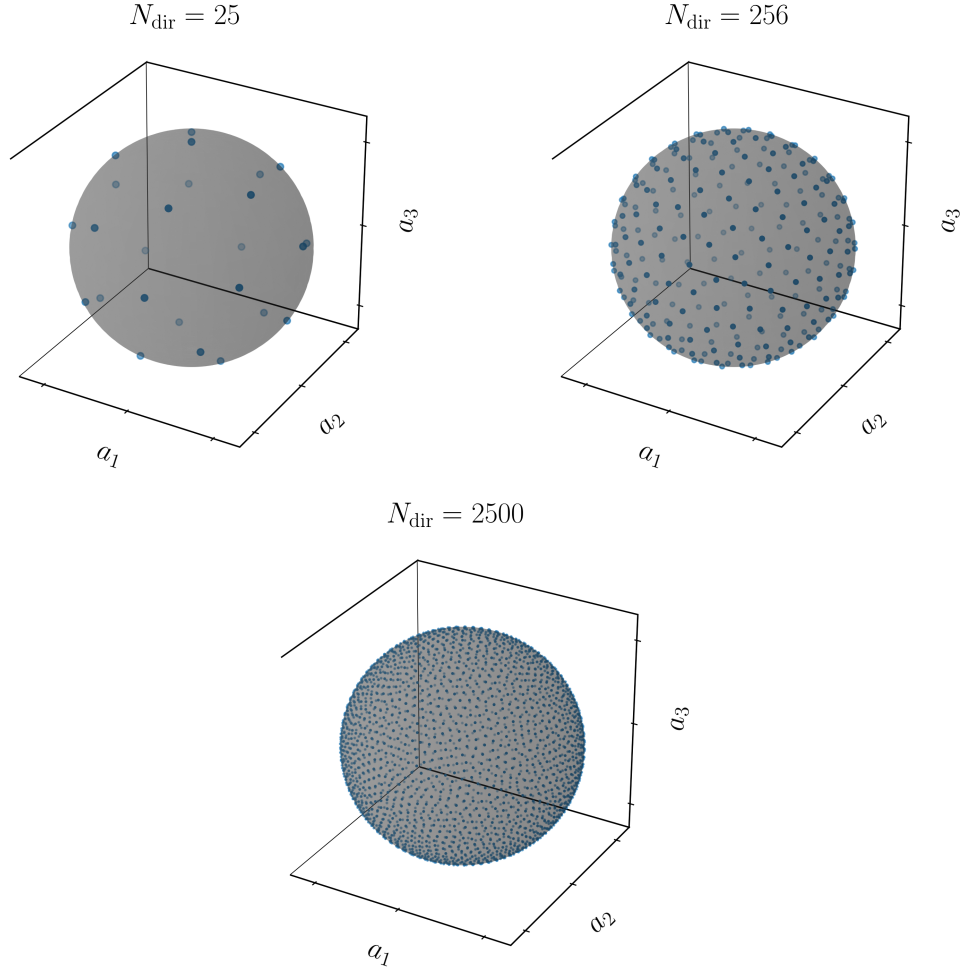 N_dir = 25
a_3
a_2
a_1
N_dir = 256
a_3
a_2
a_1
N_dir = 2500
a_3
a_2
a_1